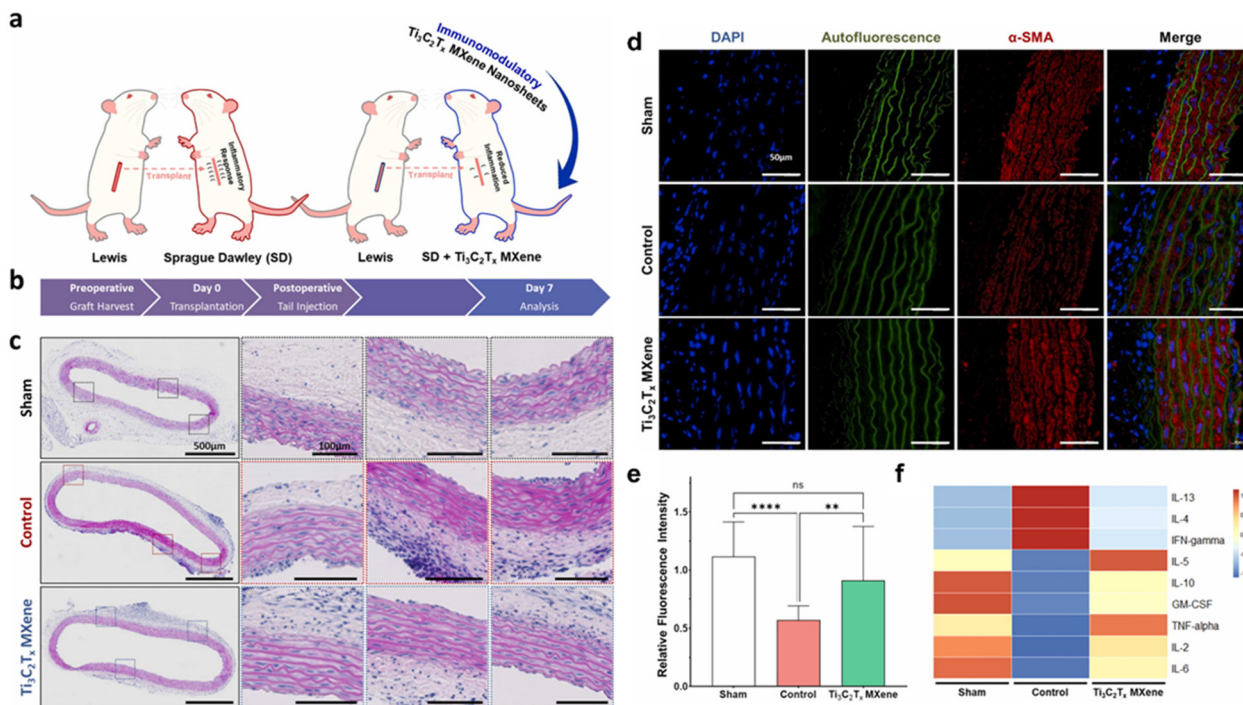 a
Immunomodulatory
Ti₃C₂Tₓ MXene Nanosheets
Inflammatory
Response
Transplant
Reduced
Inflammation
Transplant
Lewis
Sprague Dawley (SD)
Lewis
SD + Ti₃C₂Tₓ MXene
b
Preoperative
Graft Harvest
Day 0
Transplantation
Postoperative
Tail Injection
Day 7
Analysis
c
Sham
500μm
100μm
Control
Ti₃C₂Tₓ MXene
d
DAPI
Autofluorescence
α-SMA
Merge
Sham
50μm
Control
Ti₃C₂Tₓ MXene
e
Relative Fluorescence Intensity
1.5
1.0
0.5
0.0
ns
****
**
Sham
Control
Ti₃C₂Tₓ MXene
f
IL-13
IL-4
IFN-gamma
IL-5
IL-10
GM-CSF
TNF-alpha
IL-2
IL-6
Sham
Control
Ti₃C₂Tₓ MXene